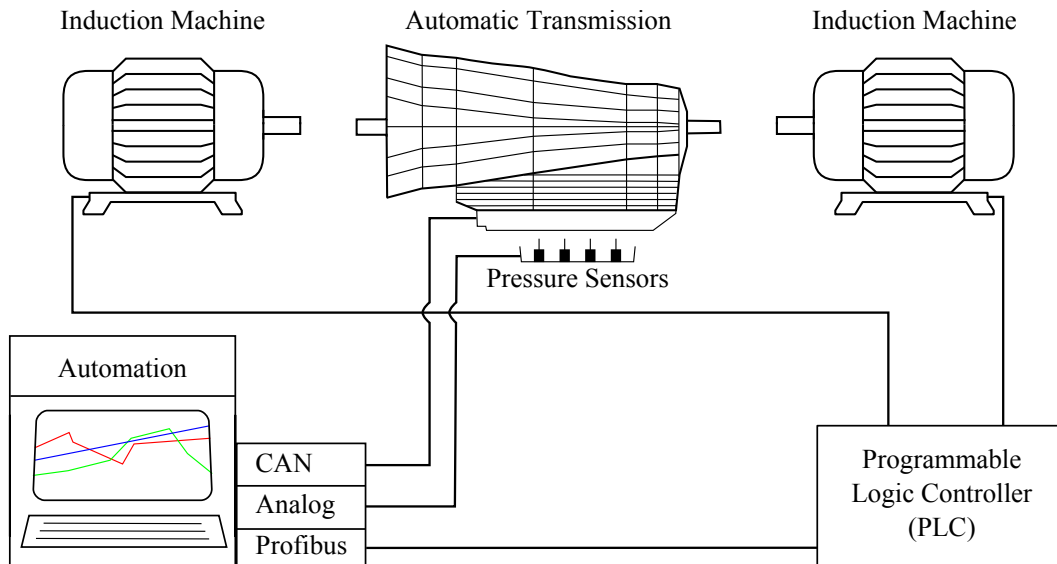 Induction Machine
Automatic Transmission
Induction Machine
Pressure Sensors
Automation
CAN
Analog
Profibus
Programmable
Logic Controller
(PLC)